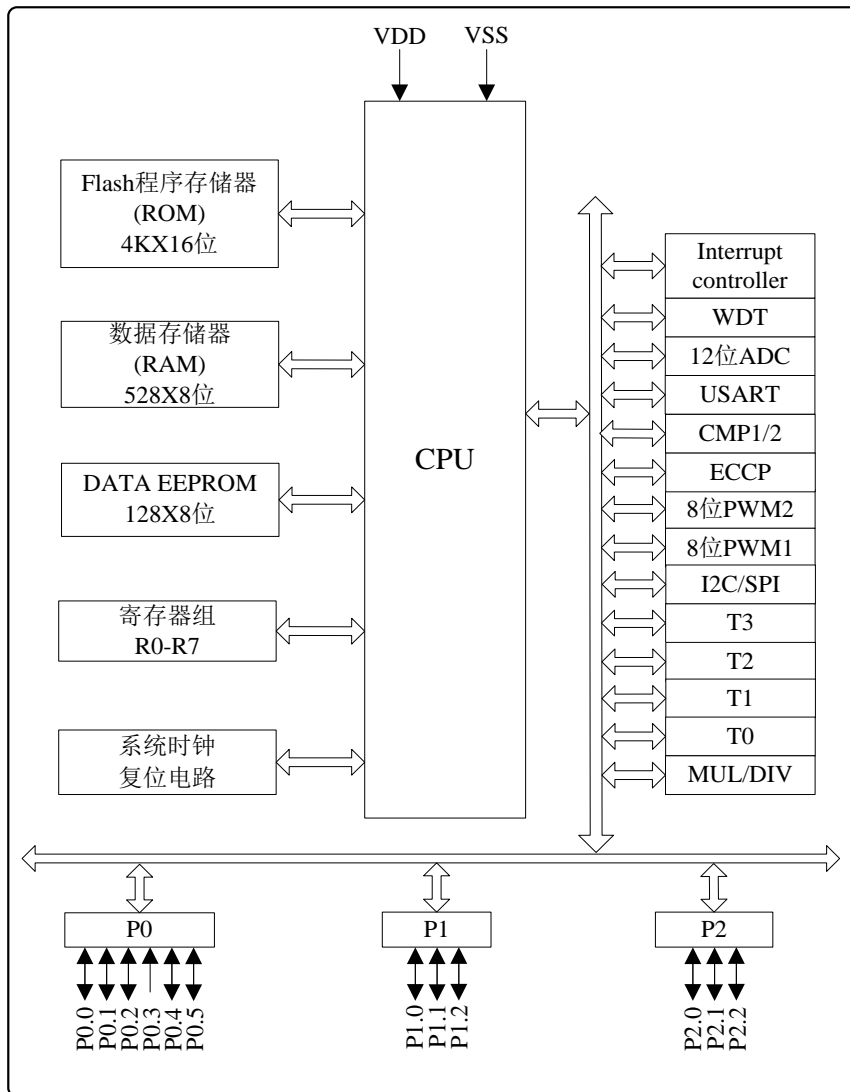 VDD
VSS
Flash程序存储器
(ROM)
4KX16位
数据存储器
(RAM)
528X8位
DATA EEPROM
128X8位
寄存器组
R0-R7
系统时钟
复位电路
CPU
Interrupt
controller
WDT
12位ADC
USART
CMP1/2
ECCP
8位PWM2
8位PWM1
I2C/SPI
T3
T2
T1
T0
MUL/DIV
P0
P1
P2
P0.0
P0.1
P0.2
P0.3
P0.4
P0.5
P1.0
P1.1
P1.2
P2.0
P2.1
P2.2